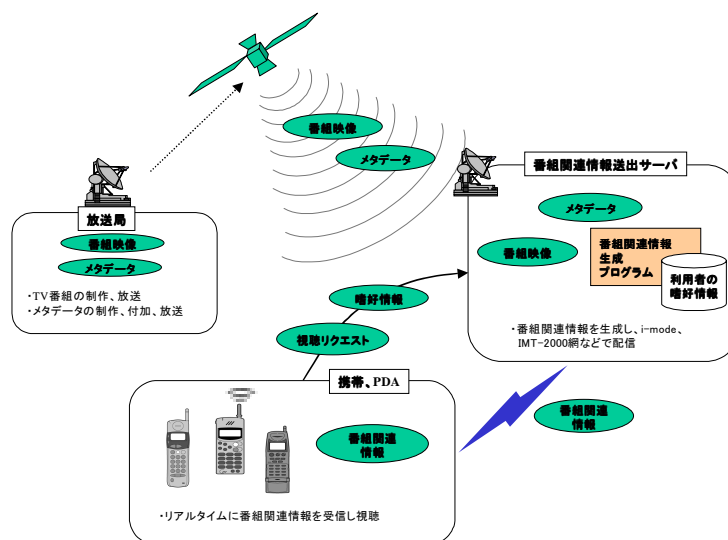 番組映像
メタデータ
放送局
番組映像
メタデータ
・TV番組の制作、放送
・メタデータの制作、付加、放送
番組関連情報送出サーバ
メタデータ
番組映像
番組関連情報
生成
プログラム
利用者の
嗜好情報
・番組関連情報を生成し、i-mode、
IMT-2000網などで配信
嗜好情報
視聴リクエスト
携帯、PDA
番組関連
情報
・リアルタイムに番組関連情報を受信し視聴
番組関連
情報